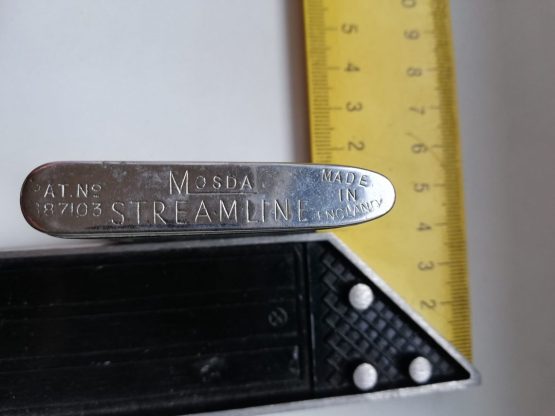 PAT. No
187103
MOSDA
STREAMLINE
MADE
IN
ENGLAND